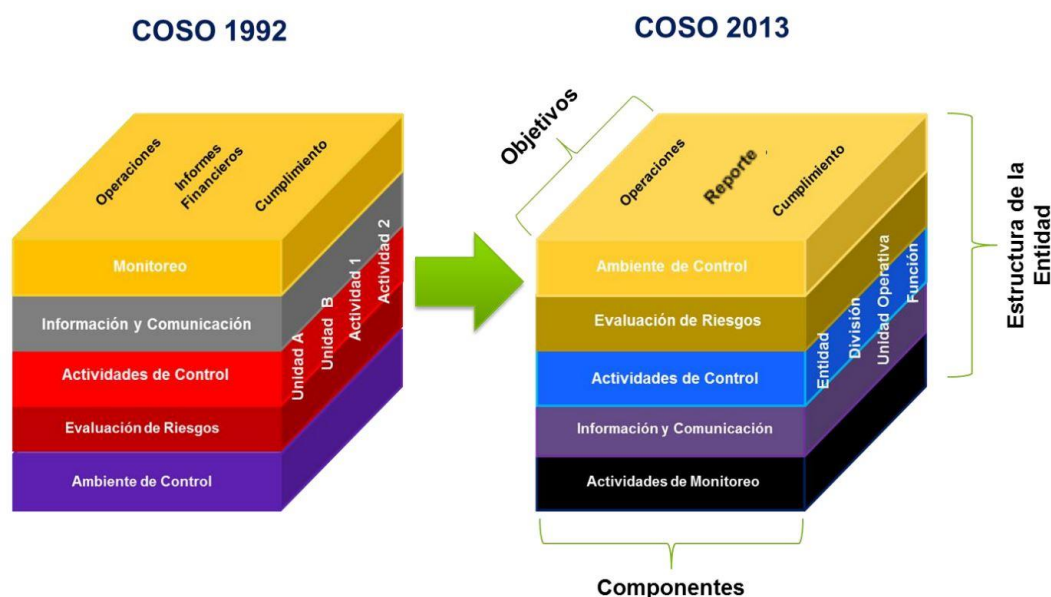 COSO 1992
COSO 2013
Operaciones
Informes
Financieros
Cumplimiento
Monitoreo
Información y Comunicación
Actividades de Control
Evaluación de Riesgos
Ambiente de Control
Unidad A
Unidad B
Actividad 1
Actividad 2
Objetivos
Operaciones
Reporte
Cumplimiento
Ambiente de Control
Evaluación de Riesgos
Actividades de Control
Información y Comunicación
Actividades de Monitoreo
Entidad
División
Unidad Operativa
Función
Estructura de la
Entidad
Componentes